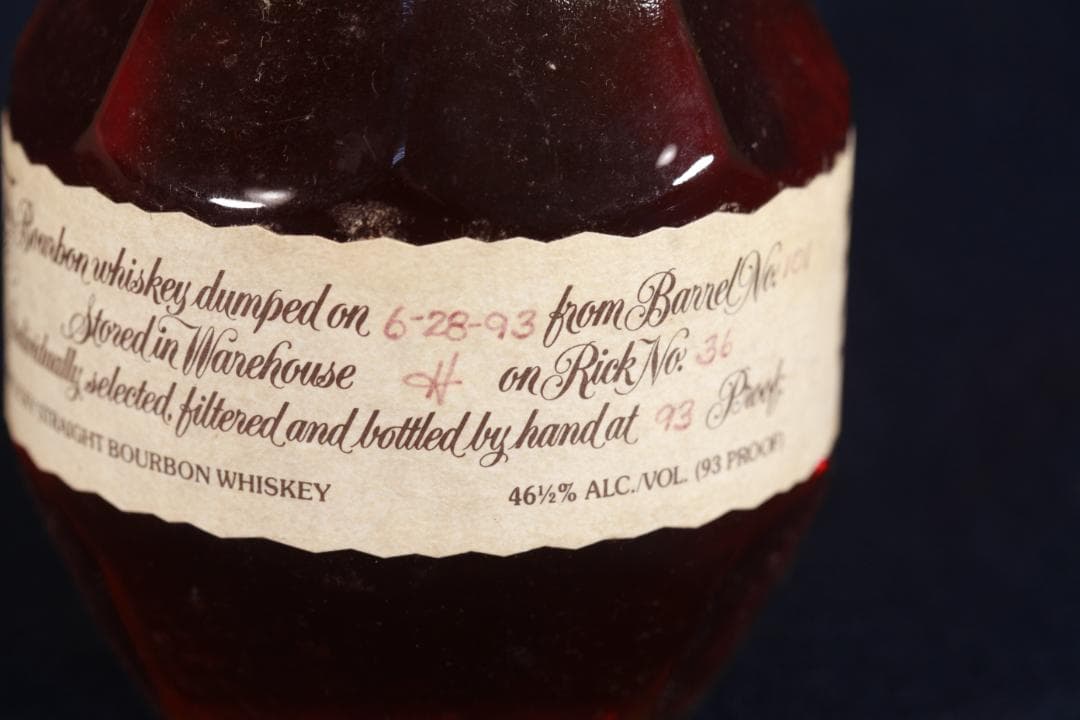 Bourbon whiskey dumped on 6-28-93 from Barrel No:
Stored in Warehouse H on Rick No: 36
Individually selected, filtered and bottled by hand at 93 Proof.
STRAIGHT BOURBON WHISKEY 46½% ALC./VOL. (93 PROOF)